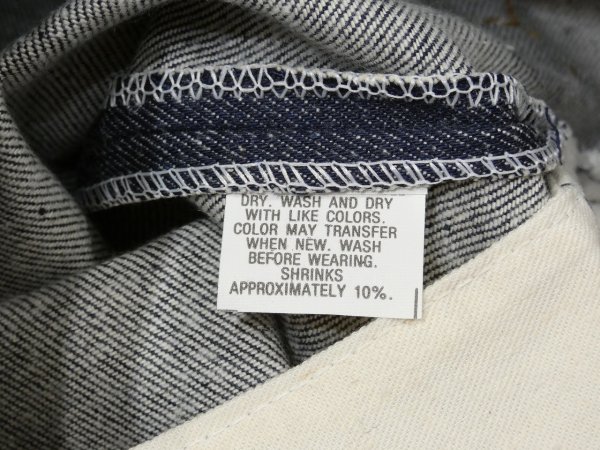 DRY. WASH AND DRY
WITH LIKE COLORS.
COLOR MAY TRANSFER
WHEN NEW. WASH
BEFORE WEARING.
SHRINKS
APPROXIMATELY 10%.